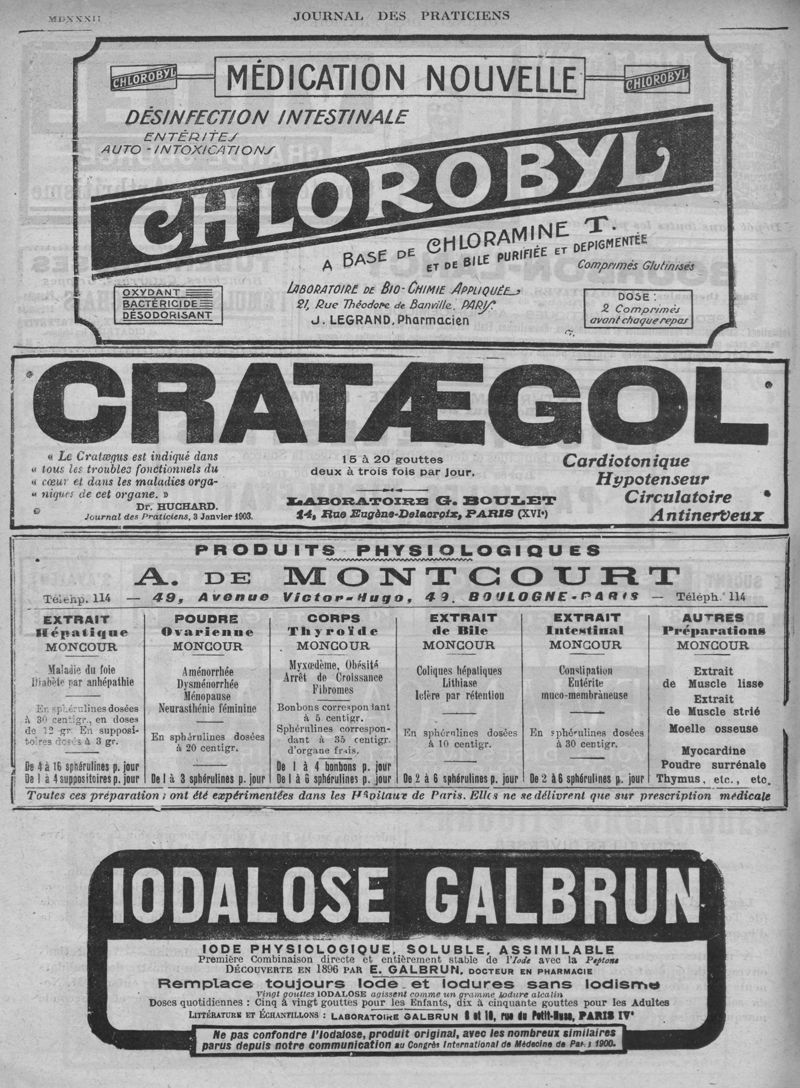 MDXXXII
JOURNAL DES PRATICIENS
CHLOROBYL
MÉDICATION NOUVELLE
CHLOROBYL
DÉSINFECTION INTESTINALE
ENTÉRITES
AUTO-INTOXICATIONS
CHLOROBYL
A BASE DE CHLORAMINE T.
ET DE BILE PURIFIÉE ET DEPIGMENTÉE
Comprimés Glutinisés
OXYDANT
BACTÉRICIDE
DÉSODORISANT
LABORATOIRE DE BIO-CHIMIE APPLIQUÉE
21, Rue Théodore de Banville, PARIS.
J. LEGRAND, Pharmacien
DOSE :
2 Comprimés
avant chaque repas
CRATÆGOL
« Le Cratægus est indiqué dans
« tous les troubles fonctionnels du
« cœur et dans les maladies orga-
« niques de cet organe. »
Dr. HUCHARD.
Journal des Praticiens, 3 Janvier 1903.
15 à 20 gouttes
deux à trois fois par jour.
LABORATOIRE G. BOULET
14, Rue Eugène-Delacroix, PARIS (XVIe)
Cardiotonique
Hypotenseur
Circulatoire
Antinerveux
PRODUITS PHYSIOLOGIQUES
A. DE MONTCOURT
Télehp. 114 — 49, Avenue Victor-Hugo, 49. BOULOGNE-PARIS — Téléph. 114
EXTRAIT
Hépatique
MONCOUR
Maladie du foie
Diabète par anhépathie
En sphérulines dosées
à 30 centigr., en doses
de 12 gr. En supposi-
toires dosés à 3 gr.
De 4 à 16 sphérulines p. jour
De 1 à 4 suppositoires p. jour
POUDRE
Ovarienne
MONCOUR
Aménorrhée
Dysménorrhée
Ménopause
Neurasthénie féminine
En sphérulines dosées
à 20 centigr.
De 1 à 3 sphérulines p. jour
CORPS
Thyroïde
MONCOUR
Myxœdème, Obésité
Arrêt de Croissance
Fibromes
Bonbons correspondant
à 5 centigr.
Sphérulines correspon-
dant à 35 centigr.
d'organe frais.
De 1 à 4 bonbons p. jour
De 1 à 6 sphérulines p. jour
EXTRAIT
de Bile
MONCOUR
Coliques hépatiques
Lithiase
Ictère par rétention
En sphérulines dosées
à 10 centigr.
De 2 à 6 sphérulines p. jour
EXTRAIT
Intestinal
MONCOUR
Constipation
Entérite
muco-membraneuse
En sphérulines dosées
à 30 centigr.
De 2 à 6 sphérulines p. jour
AUTRES
Préparations
MONCOUR
Extrait
de Muscle lisse
Extrait
de Muscle strié
Moelle osseuse
Myocardine
Poudre surrénale
Thymus, etc., etc.
Toutes ces préparation; ont été expérimentées dans les Hôpitaux de Paris. Elles ne se délivrent que sur prescription médicale
IODALOSE GALBRUN
IODE PHYSIOLOGIQUE, SOLUBLE, ASSIMILABLE
Première Combinaison directe et entièrement stable de l'Iode avec la Peptone
DÉCOUVERTE EN 1896 PAR E. GALBRUN, DOCTEUR EN PHARMACIE
Remplace toujours Iode et Iodures sans Iodisme
Vingt gouttes IODALOSE agissent comme un gramme Iodure alcalin
Doses quotidiennes : Cinq à vingt gouttes pour les Enfants, dix à cinquante gouttes pour les Adultes
LITTÉRATURE ET ÉCHANTILLONS : LABORATOIRE GALBRUN 8 et 10, rue du Petit-Musc, PARIS IVe
Ne pas confondre l'Iodalose, produit original, avec les nombreux similaires
parus depuis notre communication au Congrès International de Médecine de Paris 1900.